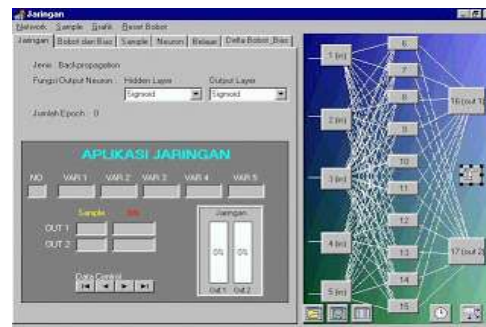 Jaringan
Network Sample Grafik Reset Bobot
Jaringan Bobot dan Bias Sample Neuron Belajar Delta Bobot_Bias
Jenis : Backpropagation
Fungsi Output Neuron : Hidden Layer Output Layer
Sigmoid Sigmoid
Jumlah Epoch : 0
APLIKASI JARINGAN
NO VAR 1 VAR 2 VAR 3 VAR 4 VAR 5
Sample
OUT 1
OUT 2
Data Control
Jaringan
0% 0%
Out 1 Out 2
1 (in)
2 (in)
3 (in)
4 (in)
5 (in)
6
7
8
9
10
11
12
13
14
15
16 (out 1)
17 (out 2)